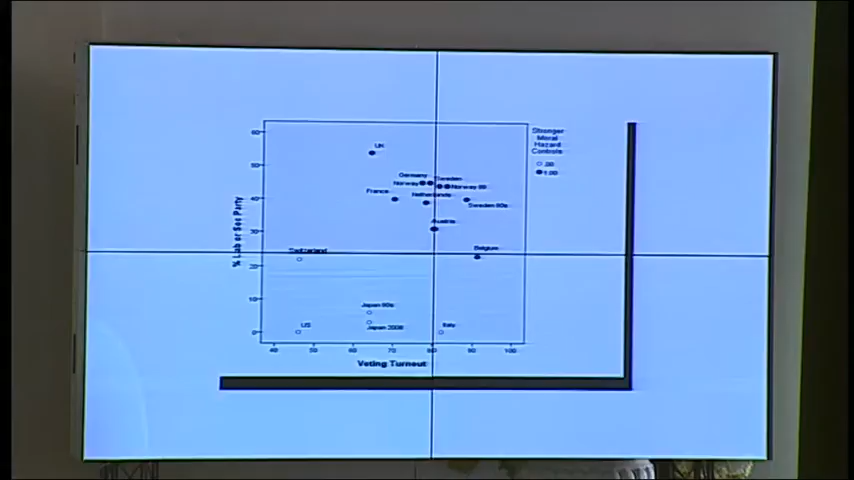 Stronger
Moral
Hazard
Controls
.00
1.00
% Lab or Soc Party
60
50
40
30
20
10
0
UK
Germany
Sweden
Norway
Norway 89
France
Netherlands
Sweden 90s
Austria
Belgium
Switzerland
Japan 90s
Japan 2009
US
Italy
40
50
60
70
80
90
100
Voting Turnout